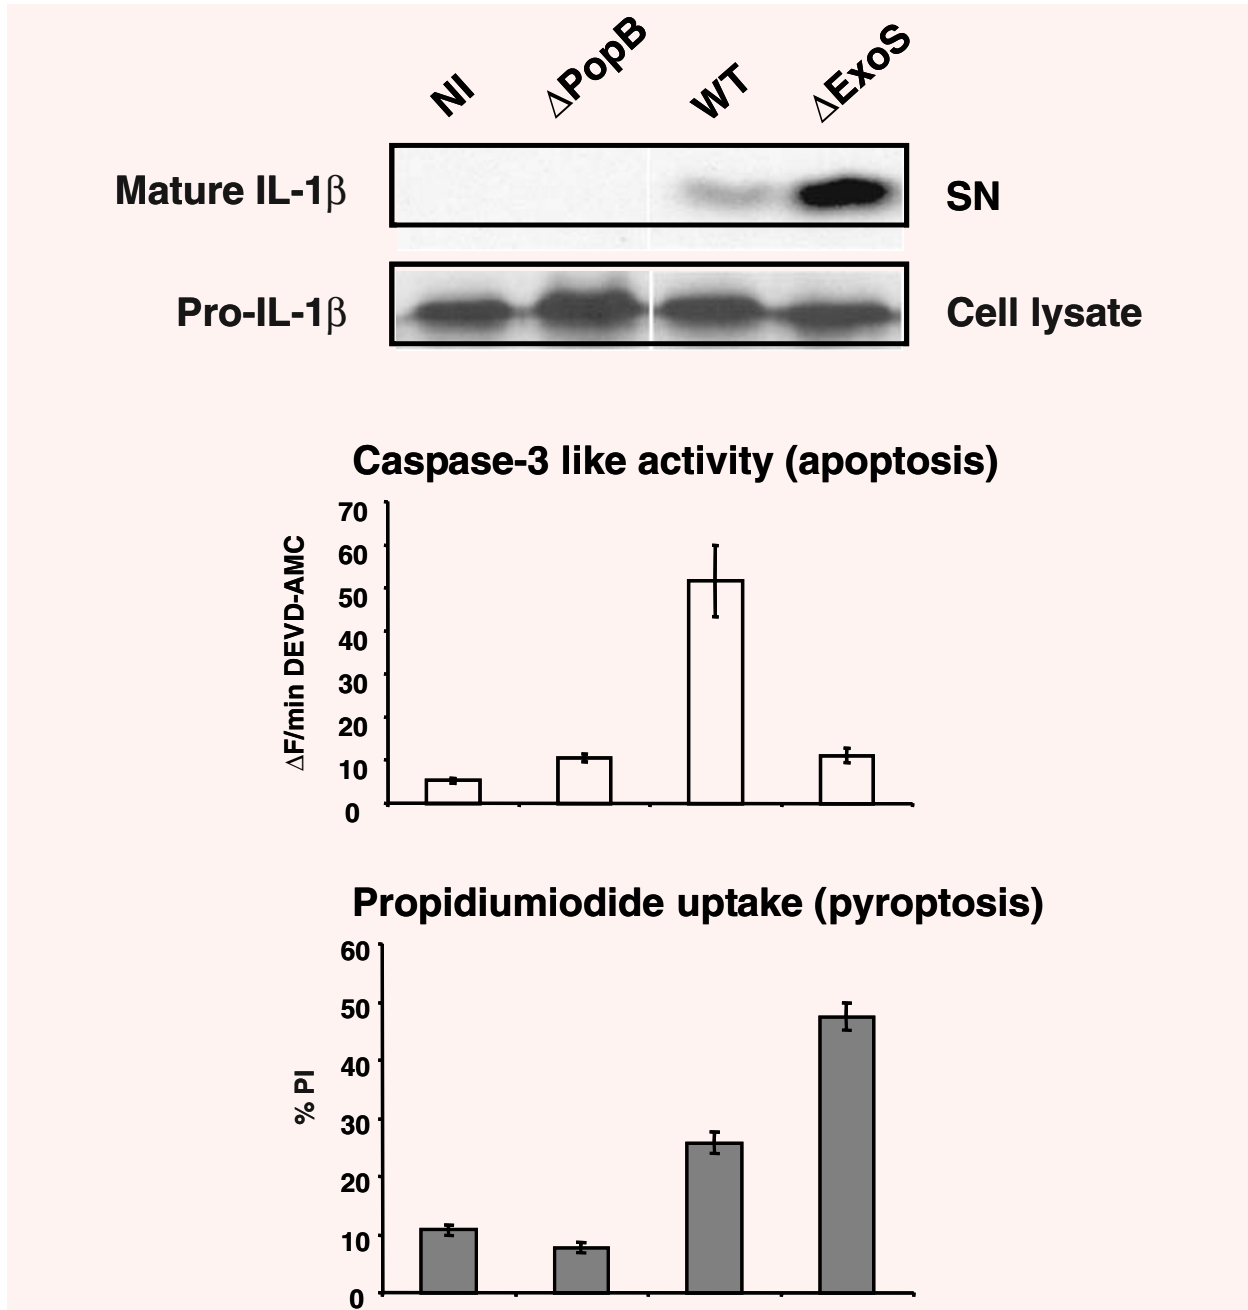 NI ΔPopB WT ΔExoS
Mature IL-1β SN
Pro-IL-1β Cell lysate
Caspase-3 like activity (apoptosis)
ΔF/min DEVD-AMC
70
60
50
40
30
20
10
0
Propidiumiodide uptake (pyroptosis)
% PI
60
50
40
30
20
10
0